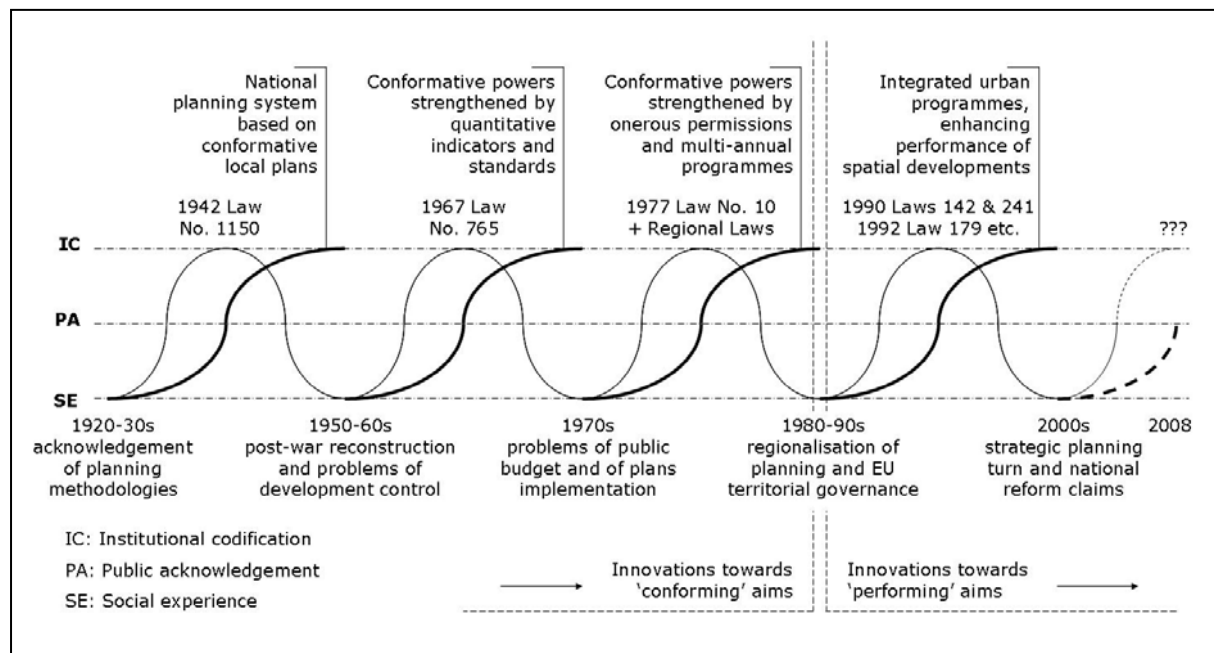 National
planning system
based on
conformative
local plans
1942 Law
No. 1150
Conformative powers
strengthened by
quantitative
indicators and
standards
1967 Law
No. 765
Conformative powers
strengthened by
onerous permissions
and multi-annual
programmes
1977 Law No. 10
+ Regional Laws
Integrated urban
programmes,
enhancing
performance of
spatial developments
1990 Laws 142 & 241
1992 Law 179 etc.
???
IC
PA
SE
1920-30s
acknowledgement
of planning
methodologies
1950-60s
post-war reconstruction
and problems of
development control
1970s
problems of public
budget and of plans
implementation
1980-90s
regionalisation of
planning and EU
territorial governance
2000s
strategic planning
turn and national
reform claims
2008
IC: Institutional codification
PA: Public acknowledgement
SE: Social experience
Innovations towards
‘conforming’ aims
Innovations towards
‘performing’ aims